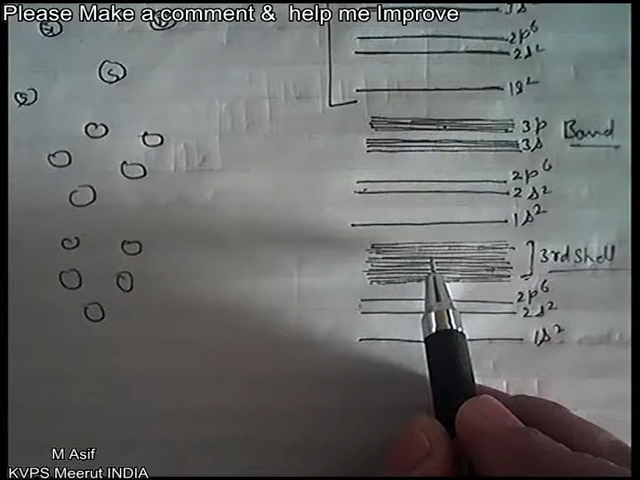 Please Make a comment & help me Improve
3s
2p⁶
2s²
1s²
3p Band
3s
2p⁶
2s²
1s²
3rd Shell
2p⁶
2s²
1s²
M Asif
KVPS Meerut INDIA